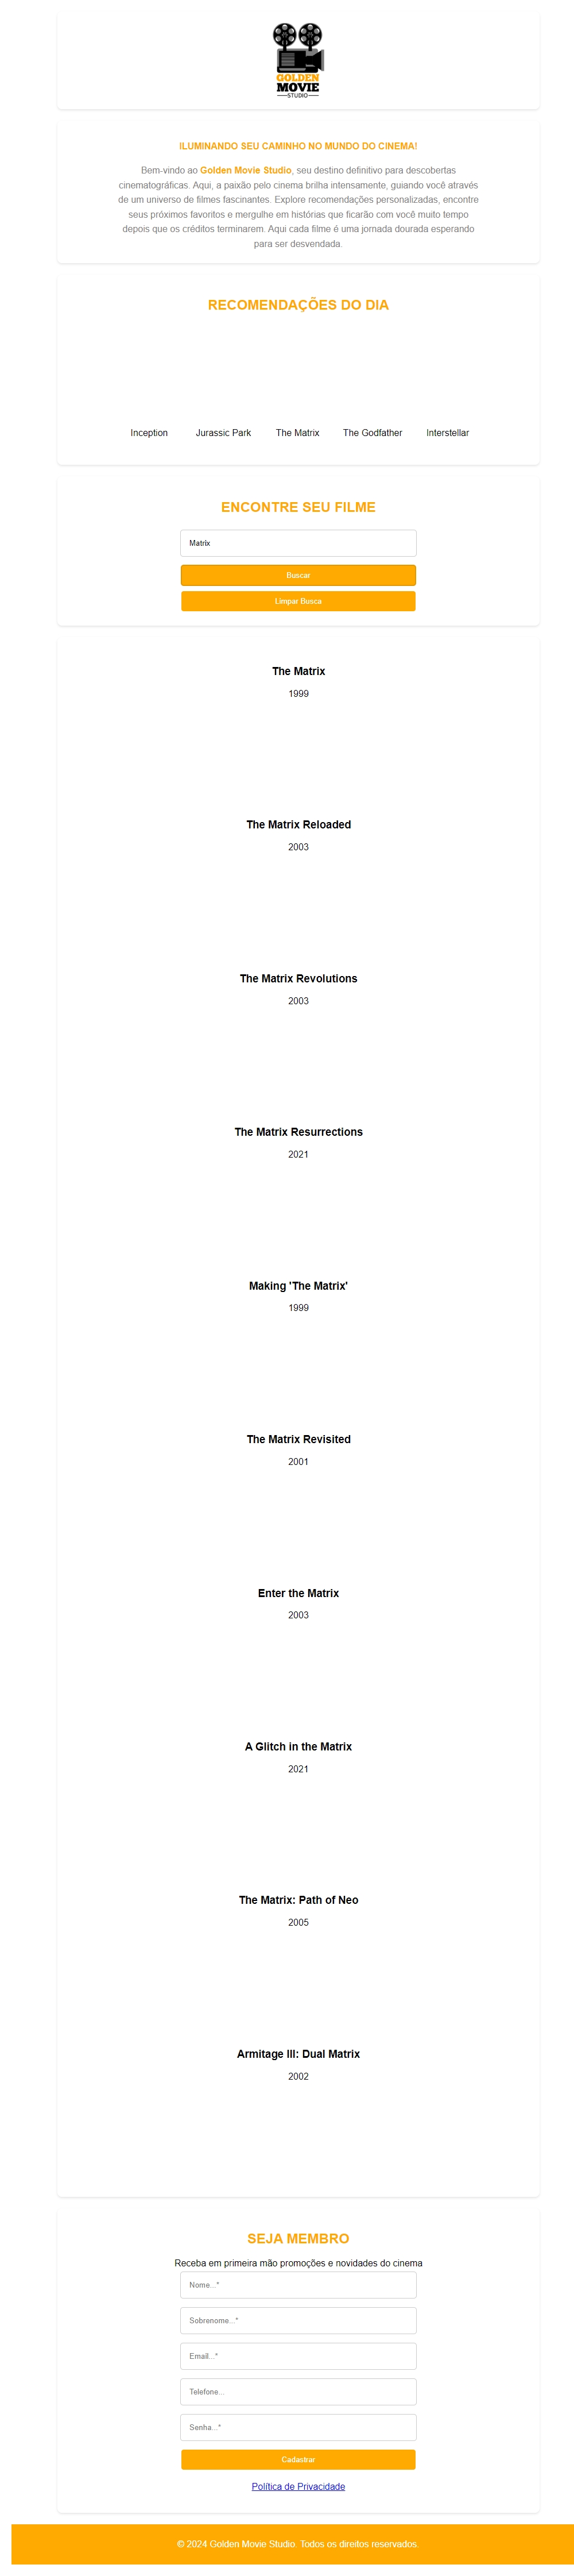 GOLDEN
MOVIE
STUDIO
ILUMINANDO SEU CAMINHO NO MUNDO DO CINEMA!
Bem-vindo ao Golden Movie Studio, seu destino definitivo para descobertas
cinematográficas. Aqui, a paixão pelo cinema brilha intensamente, guiando você através
de um universo de filmes fascinantes. Explore recomendações personalizadas, encontre
seus próximos favoritos e mergulhe em histórias que ficarão com você muito tempo
depois que os créditos terminarem. Aqui cada filme é uma jornada dourada esperando
para ser desvendada.
RECOMENDAÇÕES DO DIA
Inception Jurassic Park The Matrix The Godfather Interstellar
ENCONTRE SEU FILME
Matrix
Buscar
Limpar Busca
The Matrix
1999
The Matrix Reloaded
2003
The Matrix Revolutions
2003
The Matrix Resurrections
2021
Making 'The Matrix'
1999
The Matrix Revisited
2001
Enter the Matrix
2003
A Glitch in the Matrix
2021
The Matrix: Path of Neo
2005
Armitage III: Dual Matrix
2002
SEJA MEMBRO
Receba em primeira mão promoções e novidades do cinema
Nome...*
Sobrenome...*
Email...*
Telefone...
Senha...*
Cadastrar
Política de Privacidade
© 2024 Golden Movie Studio. Todos os direitos reservados.